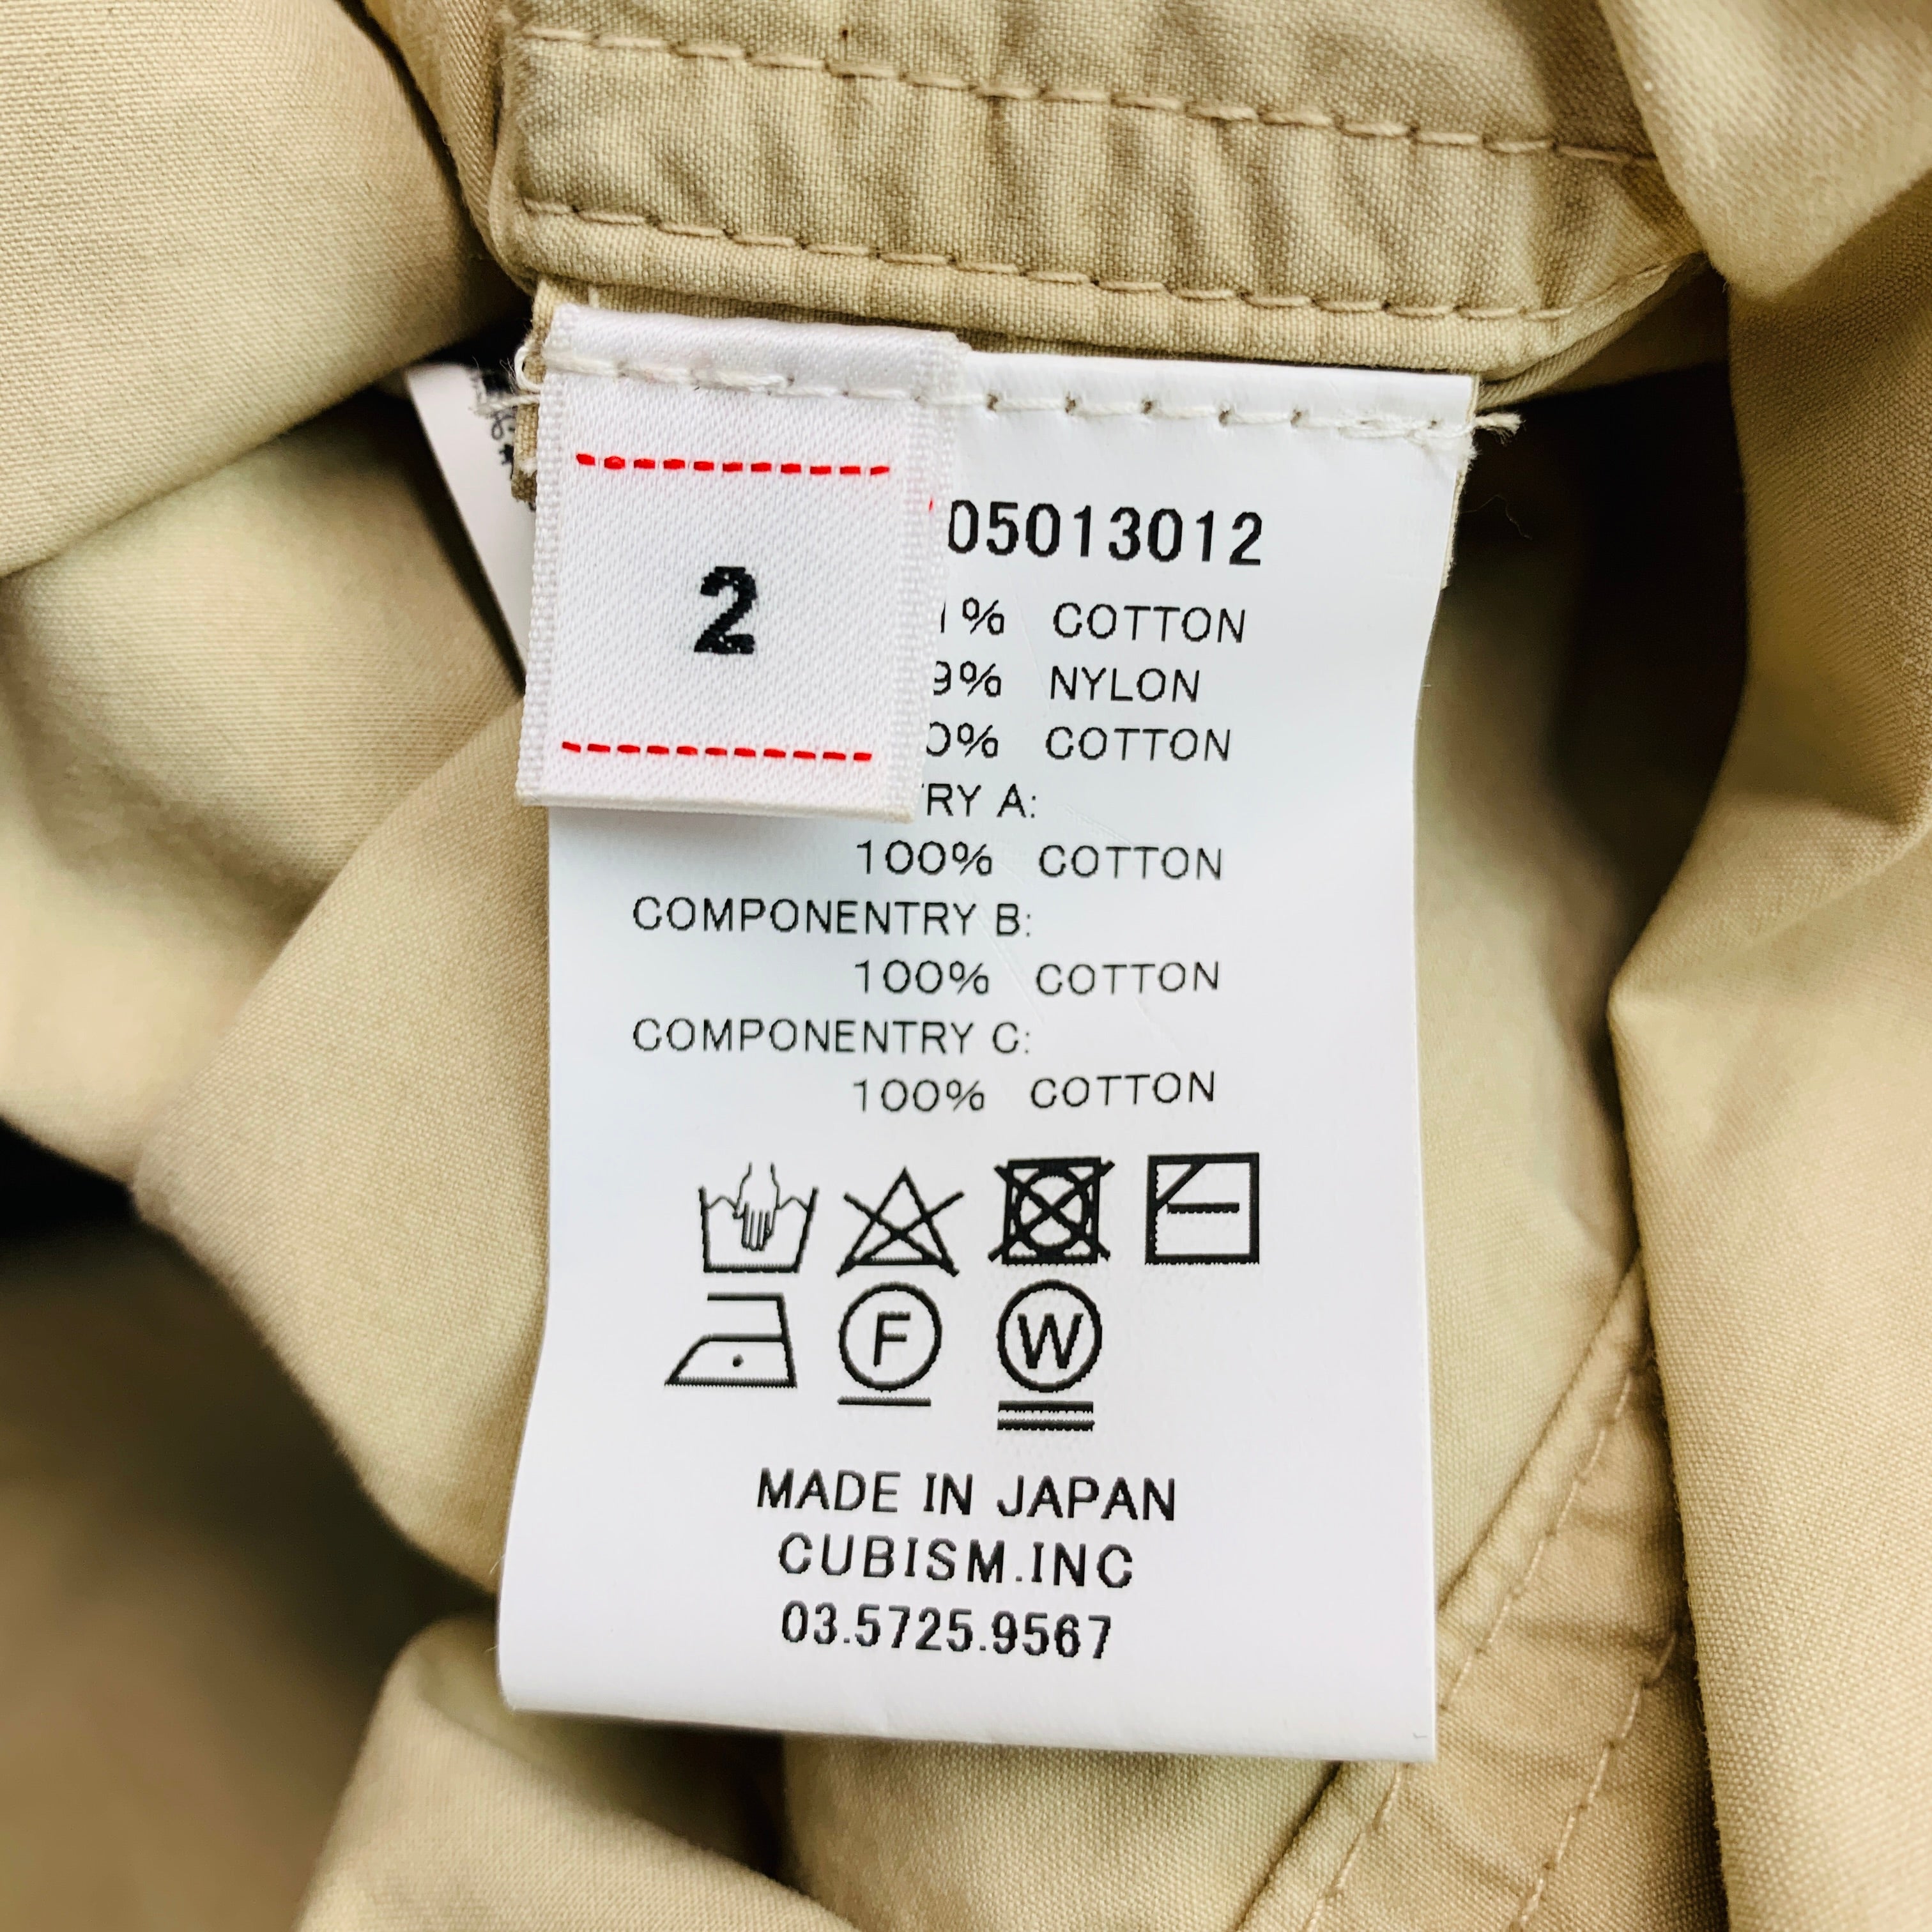 2
05013012
% COTTON
9% NYLON
0% COTTON
RY A:
100% COTTON
COMPONENTRY B:
100% COTTON
COMPONENTRY C:
100% COTTON
F W
MADE IN JAPAN
CUBISM.INC
03.5725.9567